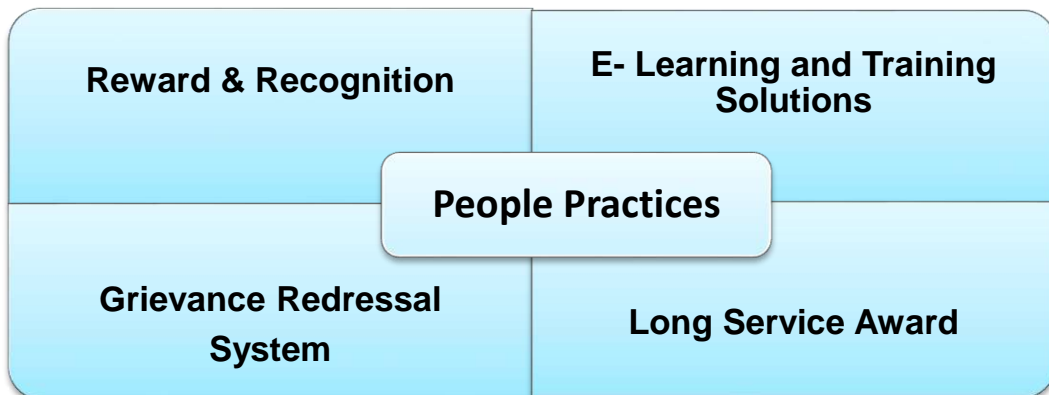 Reward & Recognition
E- Learning and Training
Solutions
People Practices
Grievance Redressal
System
Long Service Award